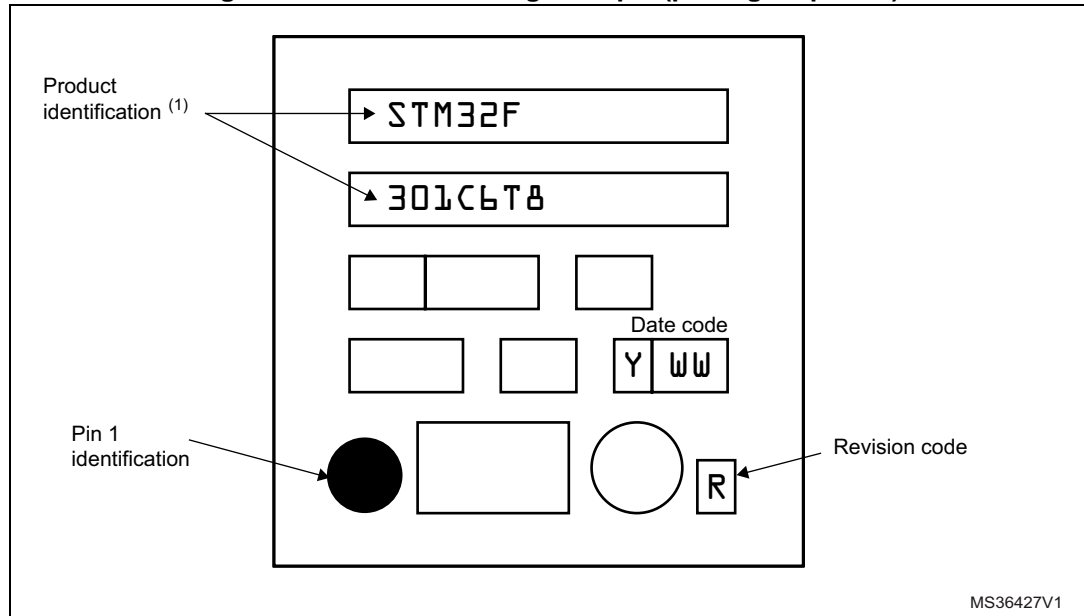 Product
identification (1)
STM32F
301C6T8
Date code
Y WW
Pin 1
identification
Revision code
R
MS36427V1